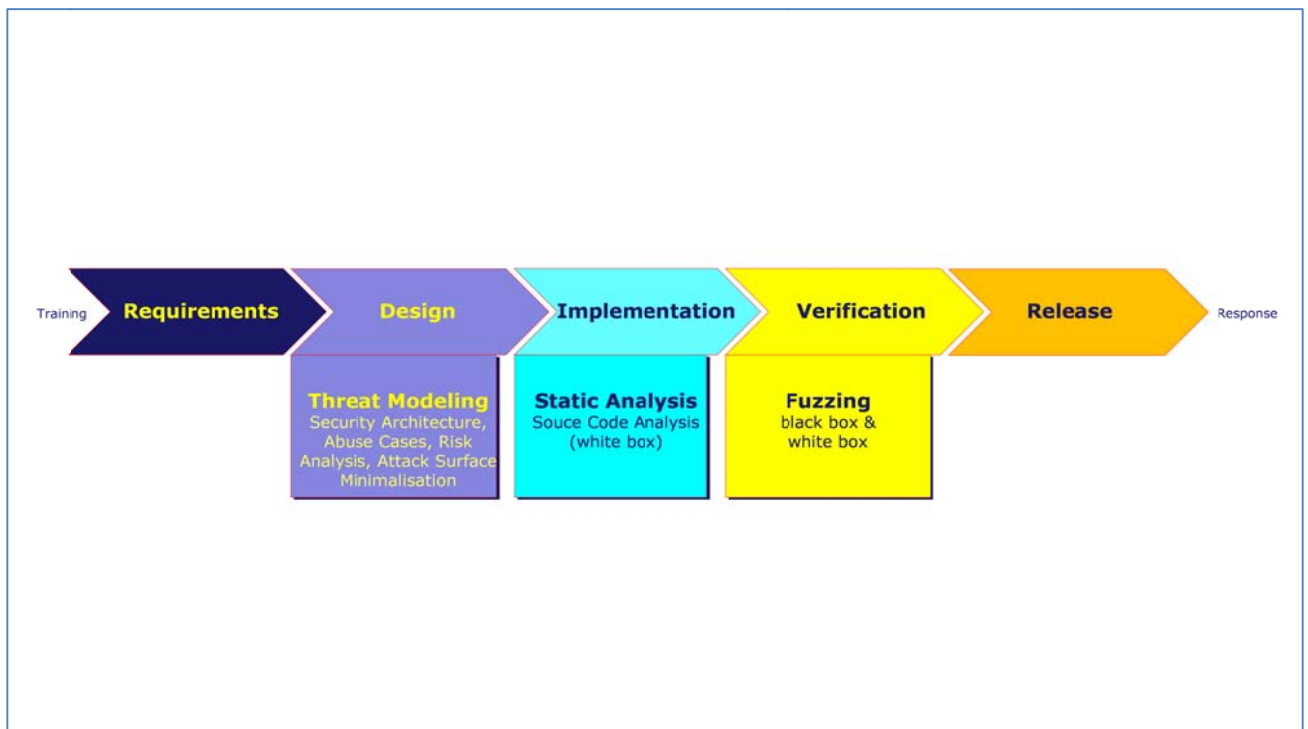 Training
Requirements
Design
Implementation
Verification
Release
Response
Threat Modeling
Security Architecture,
Abuse Cases, Risk
Analysis, Attack Surface
Minimalisation
Static Analysis
Souce Code Analysis
(white box)
Fuzzing
black box &
white box